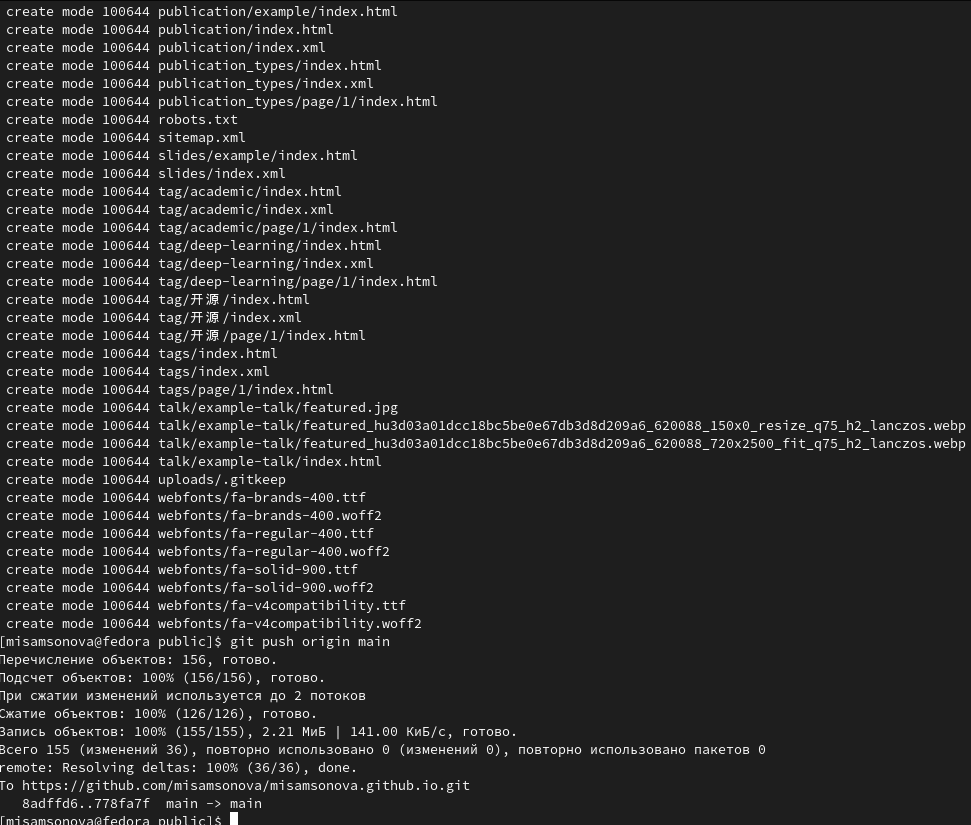 create mode 100644 publication/example/index.html
create mode 100644 publication/index.html
create mode 100644 publication/index.xml
create mode 100644 publication_types/index.html
create mode 100644 publication_types/index.xml
create mode 100644 publication_types/page/1/index.html
create mode 100644 robots.txt
create mode 100644 sitemap.xml
create mode 100644 slides/example/index.html
create mode 100644 slides/index.xml
create mode 100644 tag/academic/index.html
create mode 100644 tag/academic/index.xml
create mode 100644 tag/academic/page/1/index.html
create mode 100644 tag/deep-learning/index.html
create mode 100644 tag/deep-learning/index.xml
create mode 100644 tag/deep-learning/page/1/index.html
create mode 100644 tag/开源/index.html
create mode 100644 tag/开源/index.xml
create mode 100644 tag/开源/page/1/index.html
create mode 100644 tags/index.html
create mode 100644 tags/index.xml
create mode 100644 tags/page/1/index.html
create mode 100644 talk/example-talk/featured.jpg
create mode 100644 talk/example-talk/featured_hu3d03a01dcc18bc5be0e67db3d8d209a6_620088_150x0_resize_q75_h2_lanczos.webp
create mode 100644 talk/example-talk/featured_hu3d03a01dcc18bc5be0e67db3d8d209a6_620088_720x2500_fit_q75_h2_lanczos.webp
create mode 100644 talk/example-talk/index.html
create mode 100644 uploads/.gitkeep
create mode 100644 webfonts/fa-brands-400.ttf
create mode 100644 webfonts/fa-brands-400.woff2
create mode 100644 webfonts/fa-regular-400.ttf
create mode 100644 webfonts/fa-regular-400.woff2
create mode 100644 webfonts/fa-solid-900.ttf
create mode 100644 webfonts/fa-solid-900.woff2
create mode 100644 webfonts/fa-v4compatibility.ttf
create mode 100644 webfonts/fa-v4compatibility.woff2
[misamsonova@fedora public]$ git push origin main
Перечисление объектов: 156, готово.
Подсчет объектов: 100% (156/156), готово.
При сжатии изменений используется до 2 потоков
Сжатие объектов: 100% (126/126), готово.
Запись объектов: 100% (155/155), 2.21 МиБ | 141.00 КиБ/с, готово.
Всего 155 (изменений 36), повторно использовано 0 (изменений 0), повторно использовано пакетов 0
remote: Resolving deltas: 100% (36/36), done.
To https://github.com/misamsonova/misamsonova.github.io.git
8adffd6..778fa7f main -> main
[misamsonova@fedora public]$